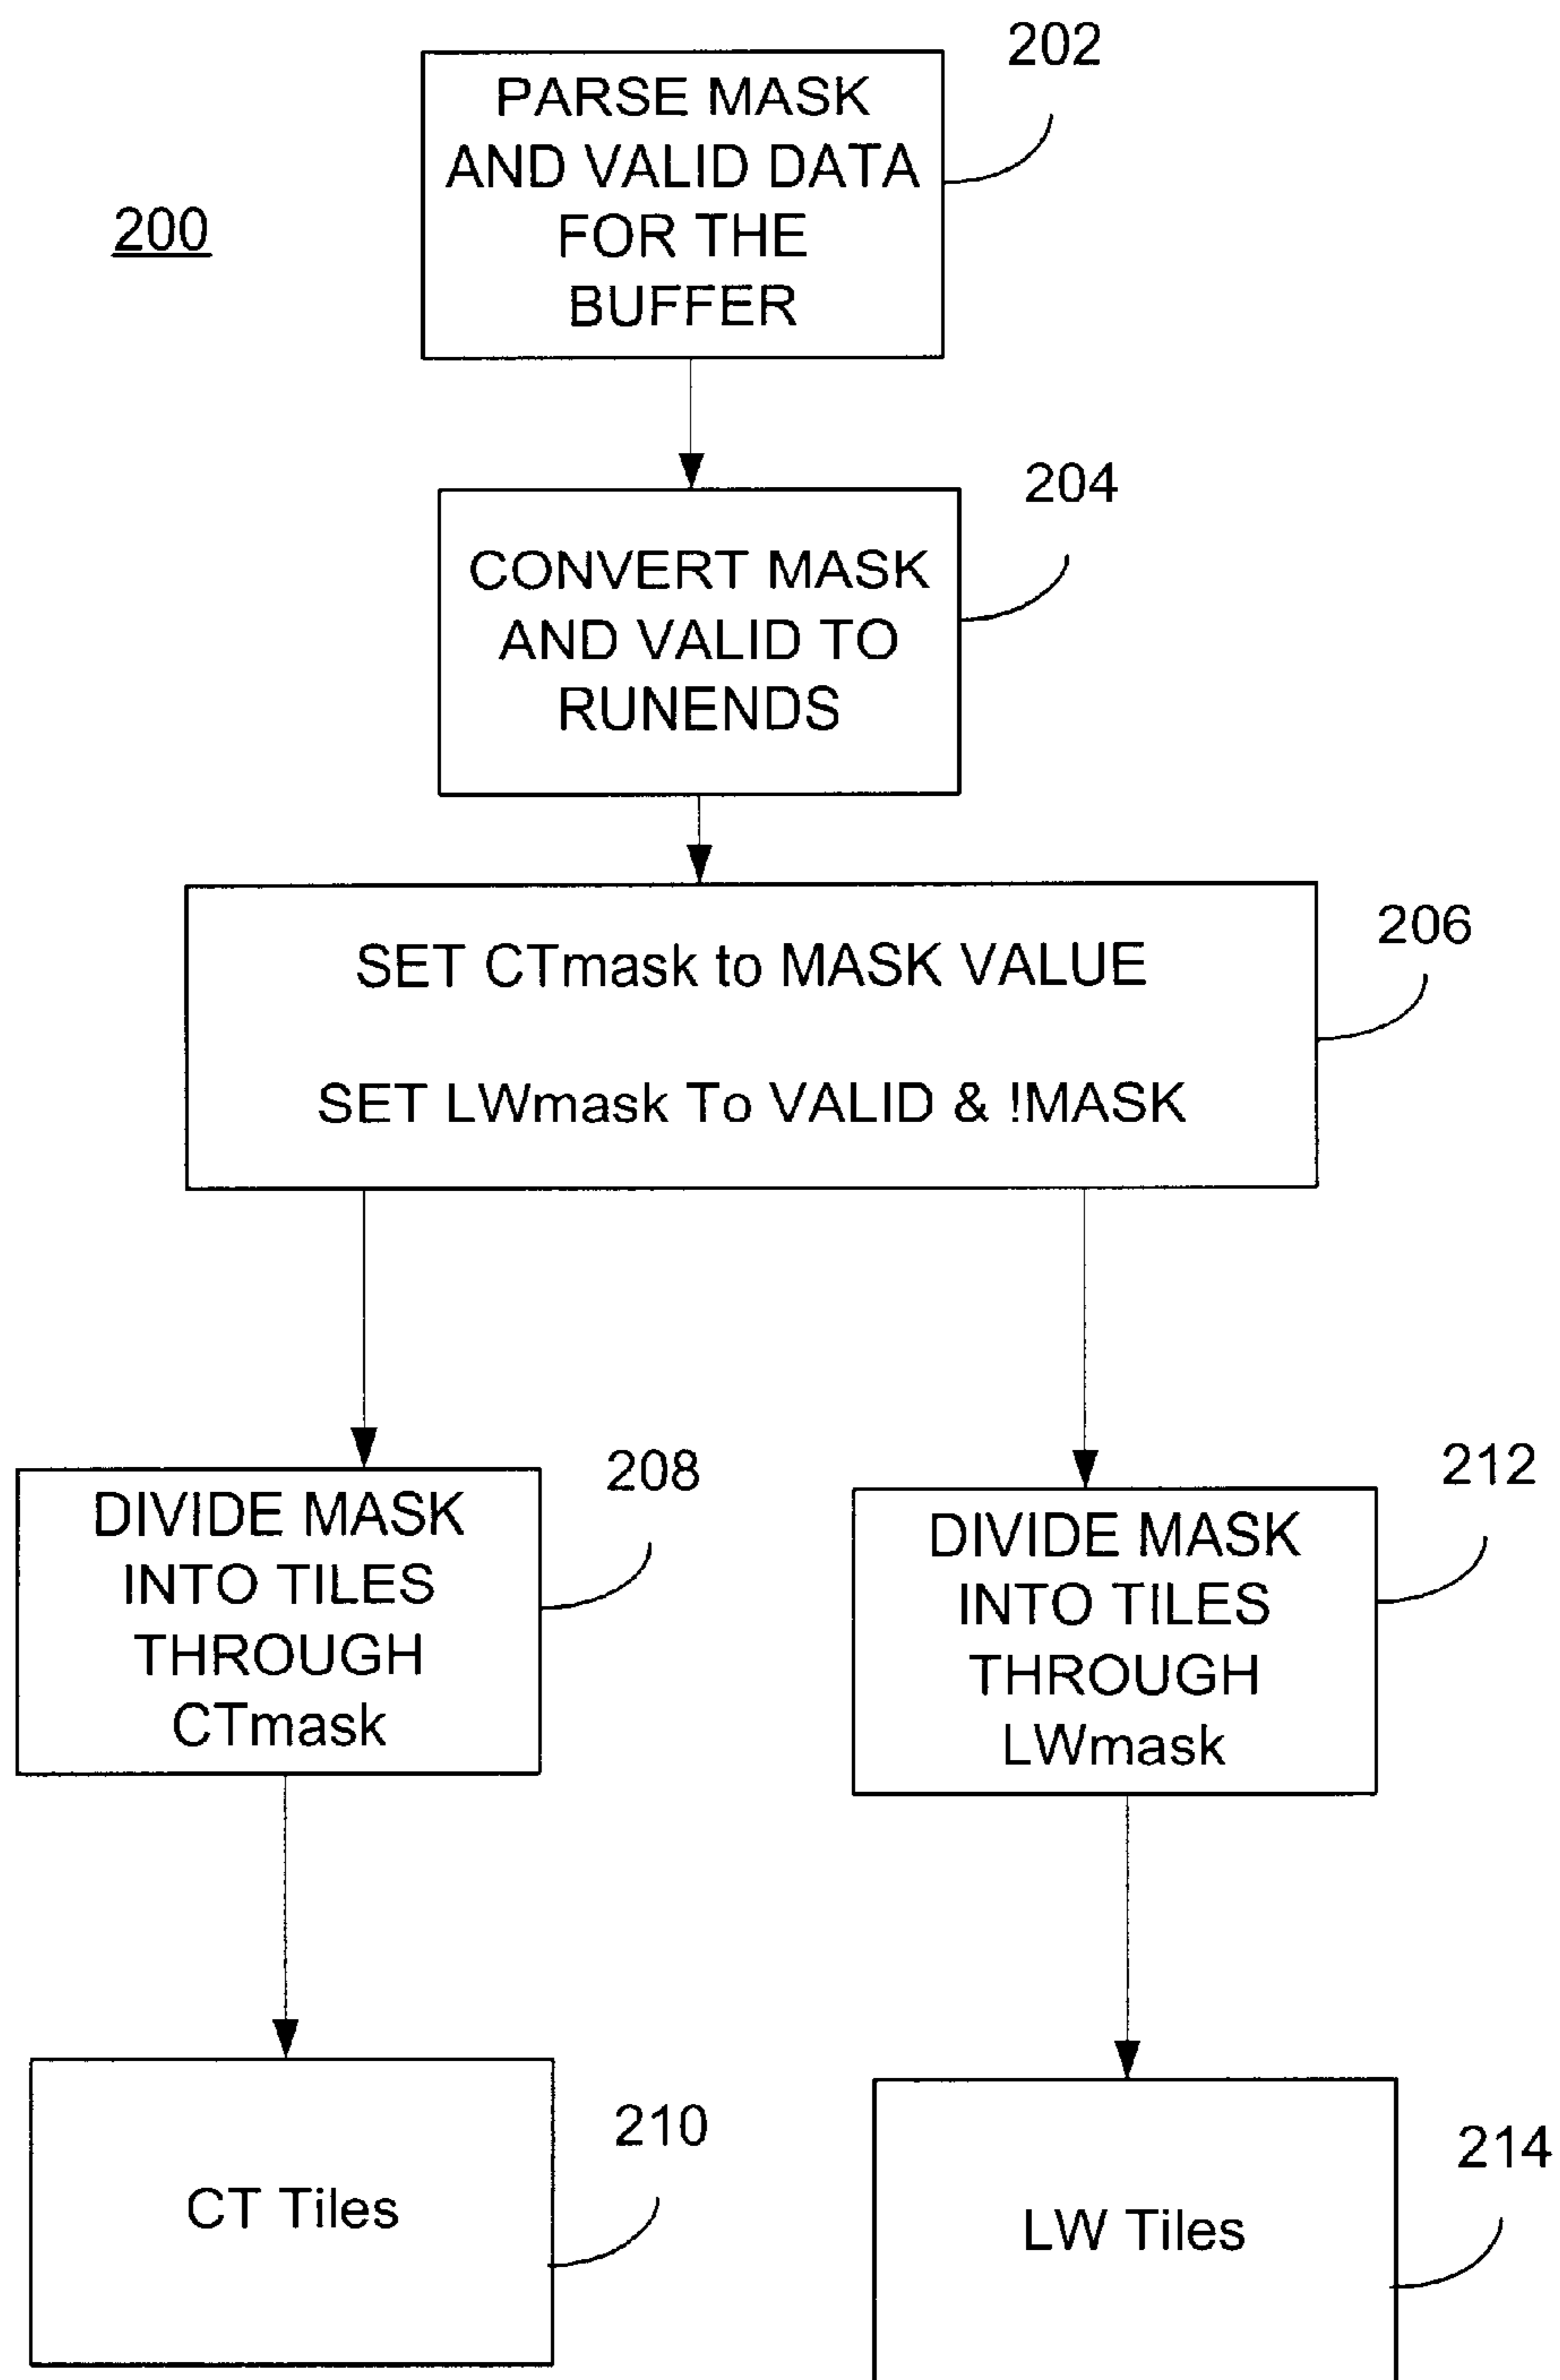 202
PARSE MASK
AND VALID DATA
FOR THE
BUFFER
200
204
CONVERT MASK
AND VALID TO
RUNENDS
206
SET CTmask to MASK VALUE
SET LWmask To VALID & !MASK
208
DIVIDE MASK
INTO TILES
THROUGH
CTmask
212
DIVIDE MASK
INTO TILES
THROUGH
LWmask
210
CT Tiles
214
LW Tiles